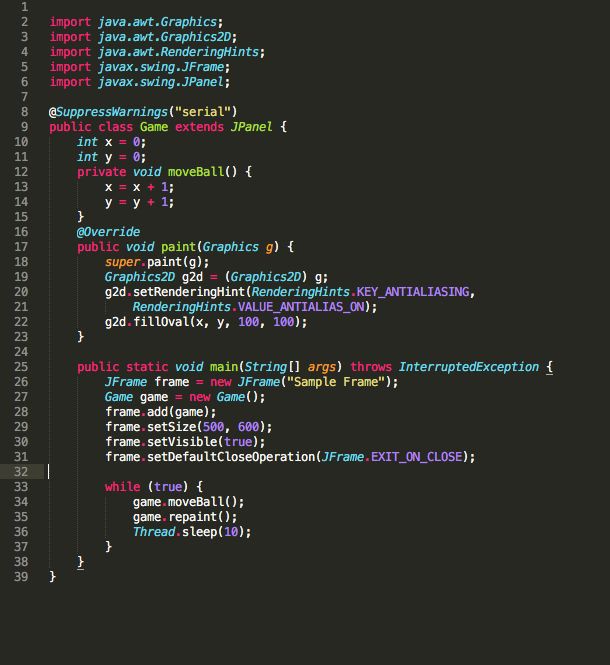 1
2 import java.awt.Graphics;
3 import java.awt.Graphics2D;
4 import java.awt.RenderingHints;
5 import javax.swing.JFrame;
6 import javax.swing.JPanel;
7
8 @SuppressWarnings("serial")
9 public class Game extends JPanel {
10     int x = 0;
11     int y = 0;
12     private void moveBall() {
13         x = x + 1;
14         y = y + 1;
15     }
16     @Override
17     public void paint(Graphics g) {
18         super.paint(g);
19         Graphics2D g2d = (Graphics2D) g;
20         g2d.setRenderingHint(RenderingHints.KEY_ANTIALIASING,
21             RenderingHints.VALUE_ANTIALIAS_ON);
22         g2d.fillOval(x, y, 100, 100);
23     }
24
25     public static void main(String[] args) throws InterruptedException {
26         JFrame frame = new JFrame("Sample Frame");
27         Game game = new Game();
28         frame.add(game);
29         frame.setSize(500, 600);
30         frame.setVisible(true);
31         frame.setDefaultCloseOperation(JFrame.EXIT_ON_CLOSE);
32
33         while (true) {
34             game.moveBall();
35             game.repaint();
36             Thread.sleep(10);
37         }
38     }
39 }